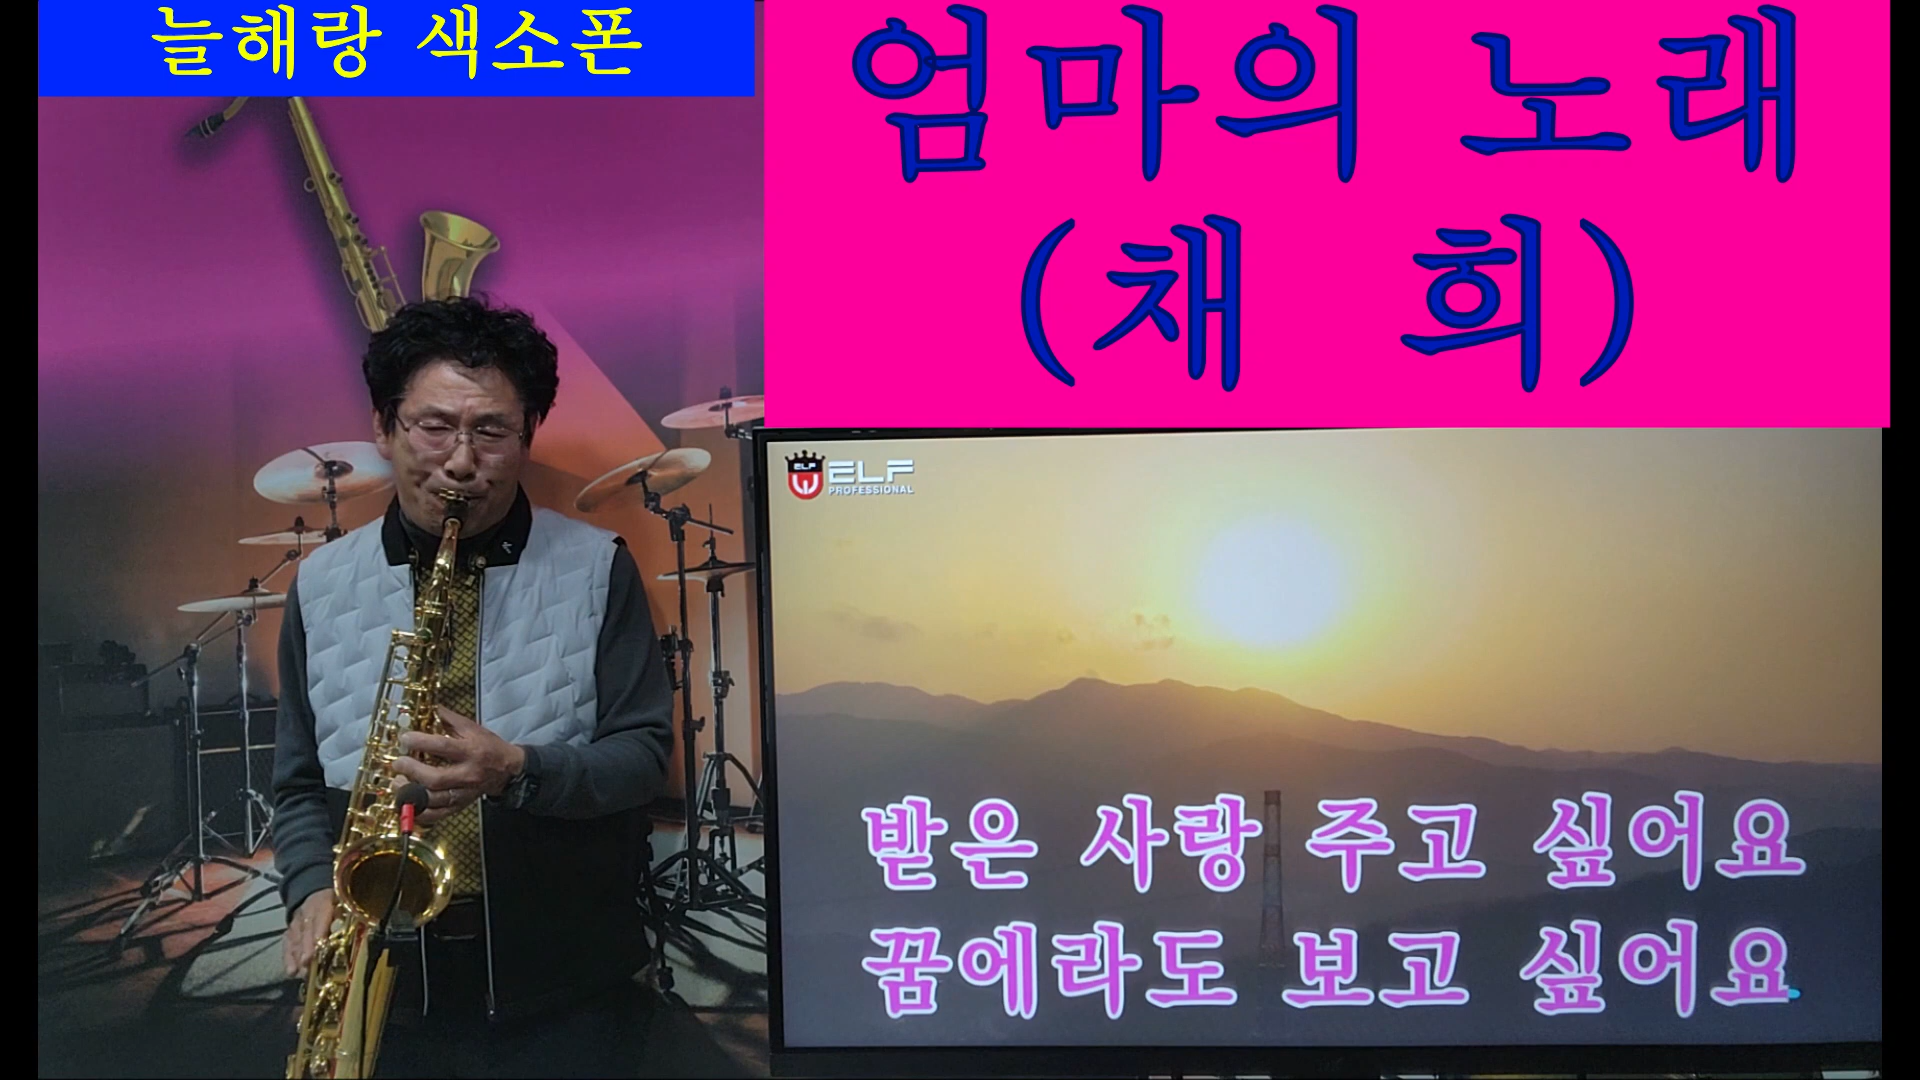 늘해랑 색소폰
엄마의 노래
(채 희)
ELF
ELF
PROFESSIONAL
받은 사랑 주고 싶어요
꿈에라도 보고 싶어요